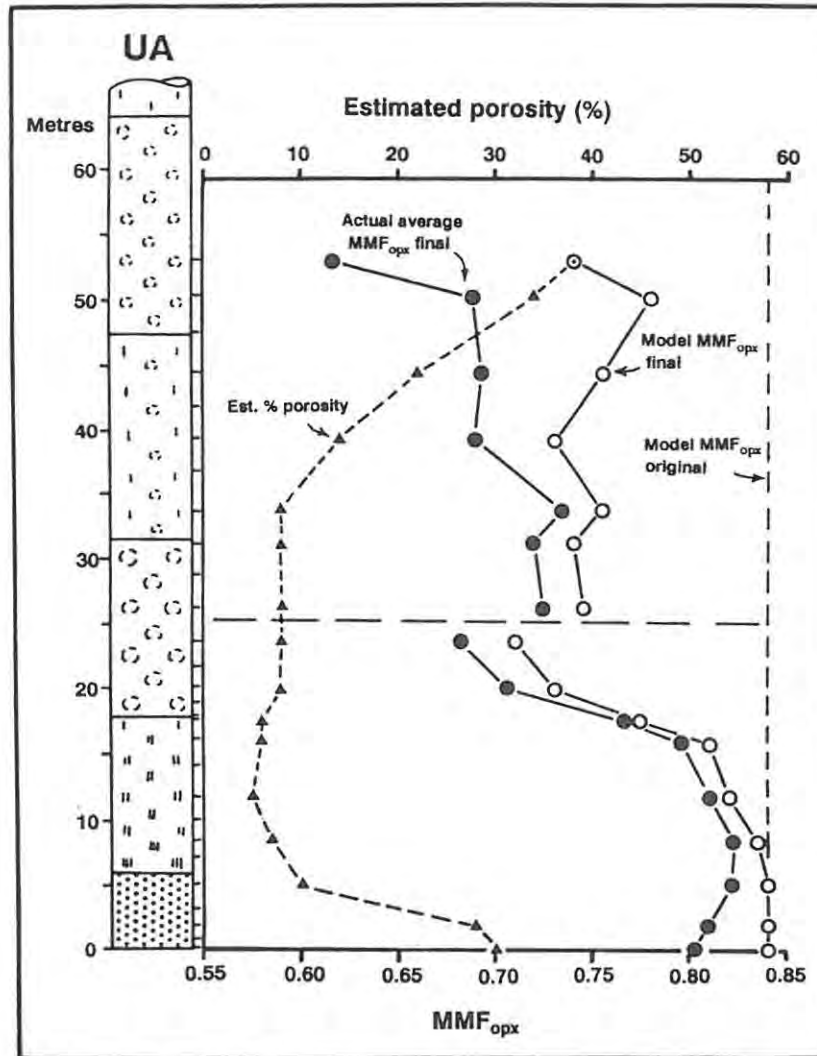 UA
Metres
60
50
40
30
20
10
0
Estimated porosity (%)
0 10 20 30 40 50 60
Actual average
MMFopx final
Model MMFopx
final
Est. % porosity
Model MMFopx
original
0.55 0.60 0.65 0.70 0.75 0.80 0.85
MMFopx